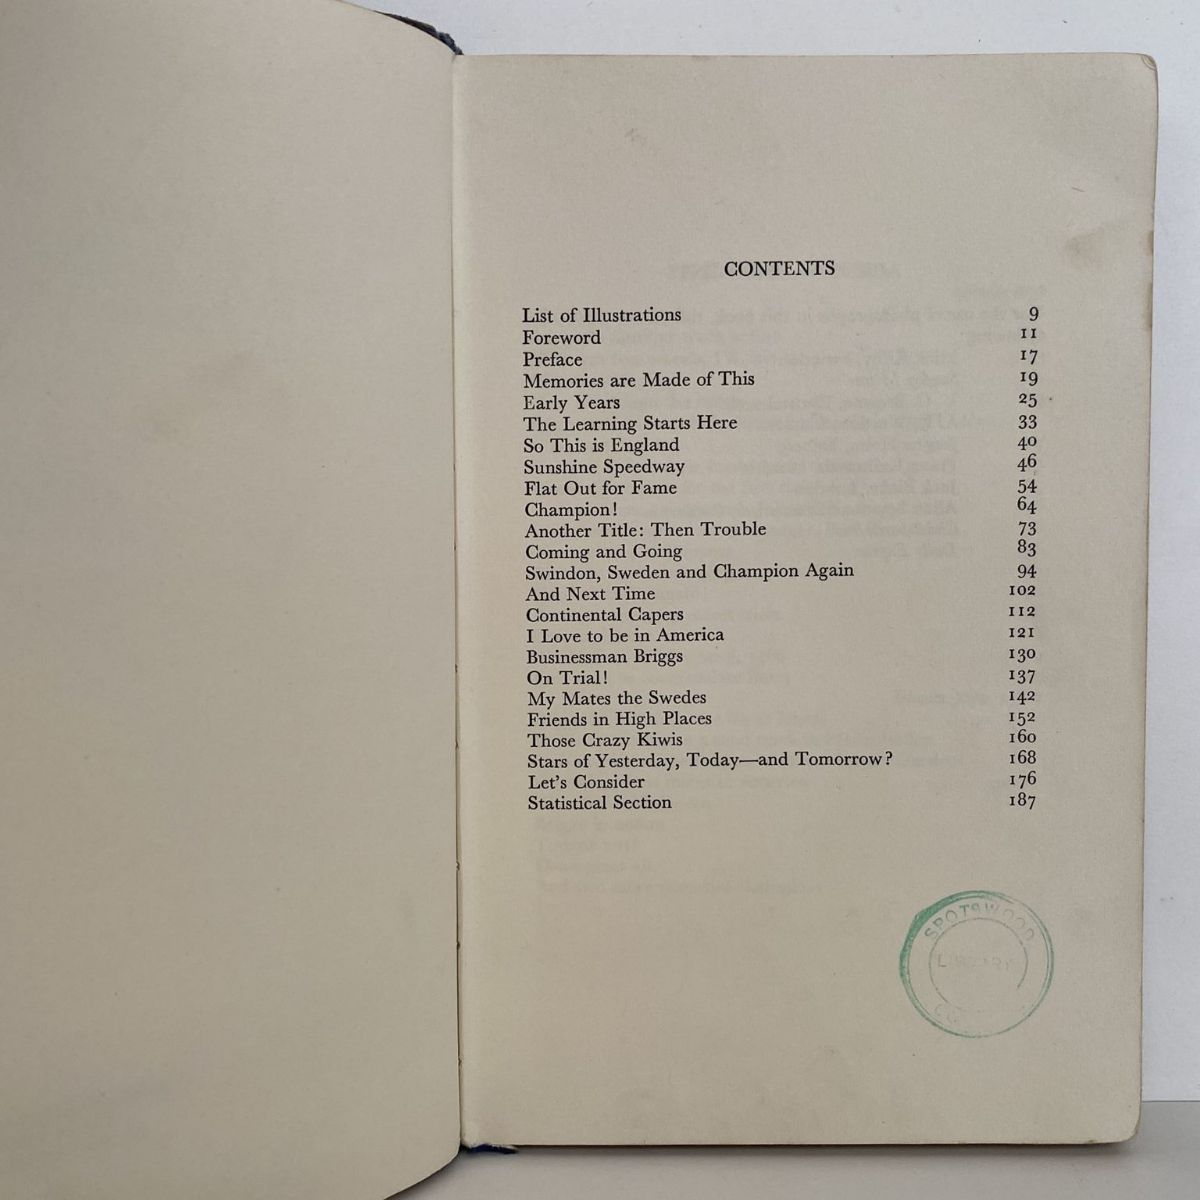 CONTENTS
List of Illustrations 9
Foreword 11
Preface 17
Memories are Made of This 19
Early Years 25
The Learning Starts Here 33
So This is England 40
Sunshine Speedway 46
Flat Out for Fame 54
Champion! 64
Another Title: Then Trouble 73
Coming and Going 83
Swindon, Sweden and Champion Again 94
And Next Time 102
Continental Capers 112
I Love to be in America 121
Businessman Briggs 130
On Trial! 137
My Mates the Swedes 142
Friends in High Places 152
Those Crazy Kiwis 160
Stars of Yesterday, Today—and Tomorrow? 168
Let's Consider 176
Statistical Section 187
SPOTSWOOD
LIBRARY